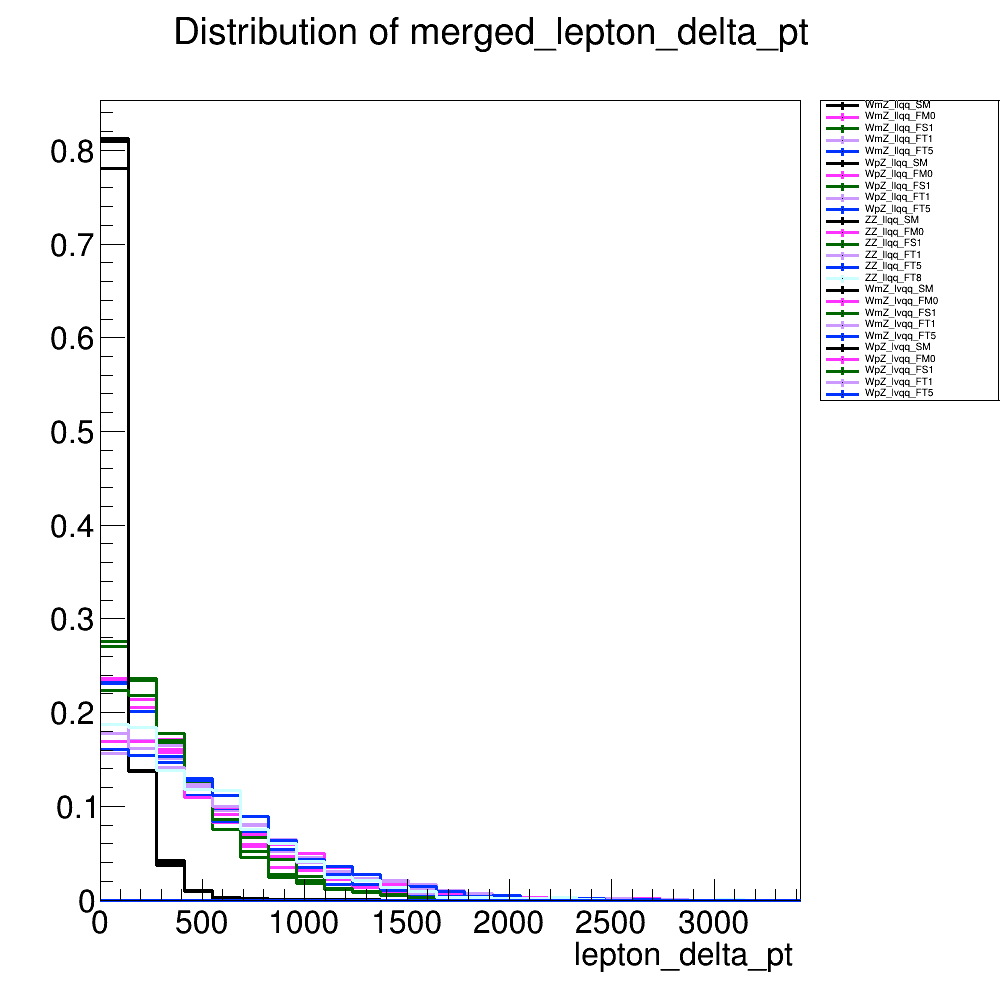 Distribution of merged_lepton_delta_pt
0.8
0.7
0.6
0.5
0.4
0.3
0.2
0.1
0
0 500 1000 1500 2000 2500 3000
lepton_delta_pt
WmZ_llqq_SM
WmZ_llqq_FM0
WmZ_llqq_FS1
WmZ_llqq_FT1
WmZ_llqq_FT5
WpZ_llqq_SM
WpZ_llqq_FM0
WpZ_llqq_FS1
WpZ_llqq_FT1
WpZ_llqq_FT5
ZZ_llqq_SM
ZZ_llqq_FM0
ZZ_llqq_FS1
ZZ_llqq_FT1
ZZ_llqq_FT5
ZZ_llqq_FT8
WmZ_lvqq_SM
WmZ_lvqq_FM0
WmZ_lvqq_FS1
WmZ_lvqq_FT1
WmZ_lvqq_FT5
WpZ_lvqq_SM
WpZ_lvqq_FM0
WpZ_lvqq_FS1
WpZ_lvqq_FT1
WpZ_lvqq_FT5